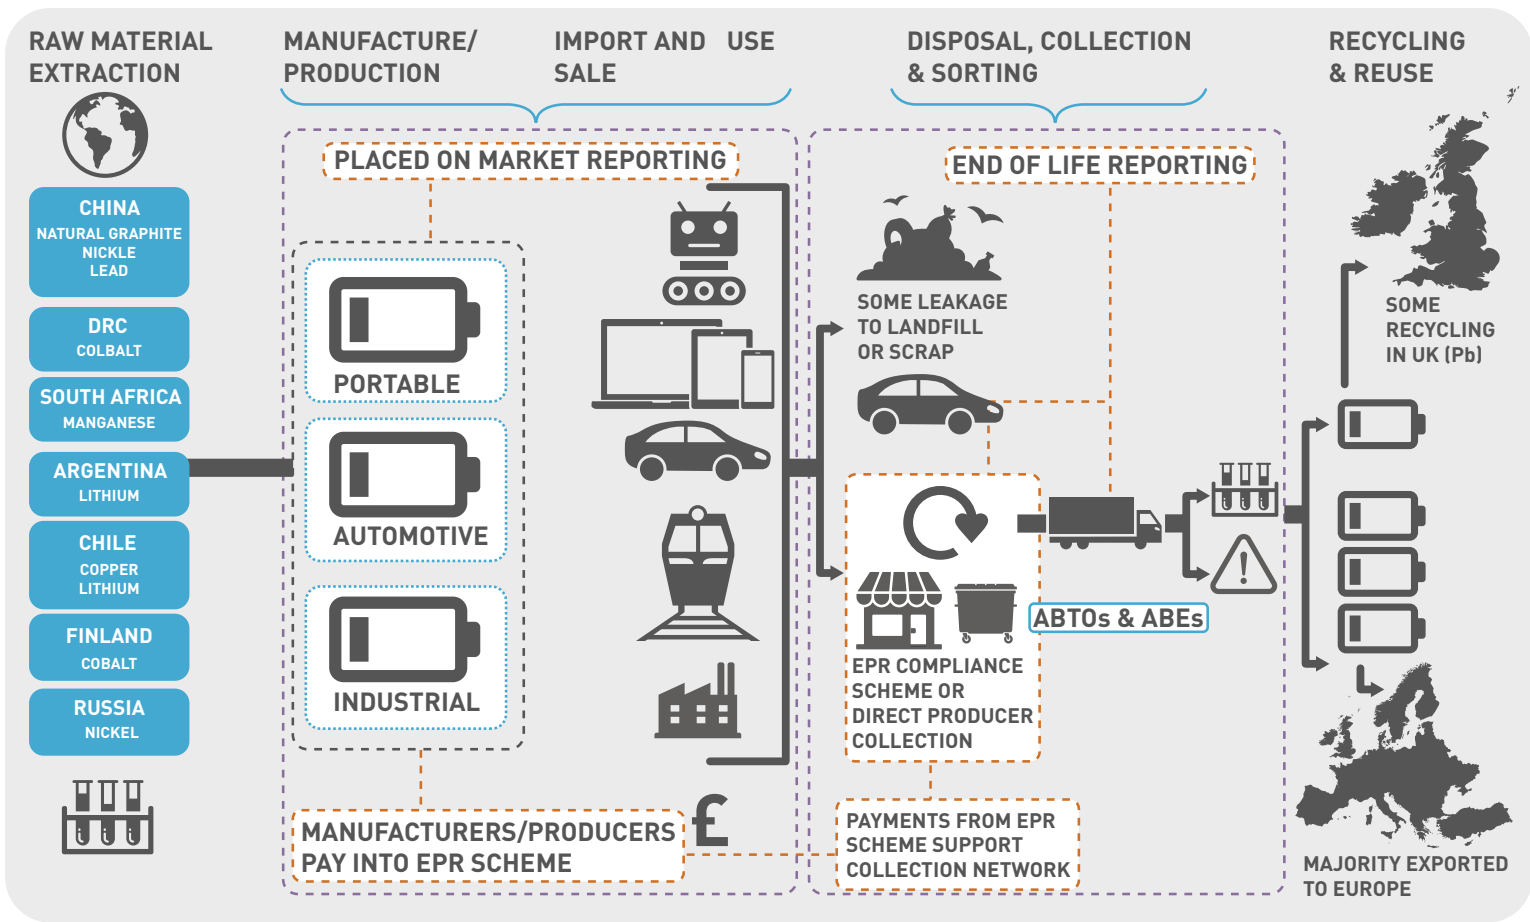 RAW MATERIAL
EXTRACTION
MANUFACTURE/
PRODUCTION
IMPORT AND USE
SALE
DISPOSAL, COLLECTION
& SORTING
RECYCLING
& REUSE
CHINA
NATURAL GRAPHITE
NICKLE
LEAD
DRC
COLBALT
SOUTH AFRICA
MANGANESE
ARGENTINA
LITHIUM
CHILE
COPPER
LITHIUM
FINLAND
COBALT
RUSSIA
NICKEL
PLACED ON MARKET REPORTING
PORTABLE
AUTOMOTIVE
INDUSTRIAL
MANUFACTURERS/PRODUCERS
PAY INTO EPR SCHEME
£
END OF LIFE REPORTING
SOME LEAKAGE
TO LANDFILL
OR SCRAP
ABTOs & ABEs
EPR COMPLIANCE
SCHEME OR
DIRECT PRODUCER
COLLECTION
PAYMENTS FROM EPR
SCHEME SUPPORT
COLLECTION NETWORK
SOME
RECYCLING
IN UK (Pb)
MAJORITY EXPORTED
TO EUROPE